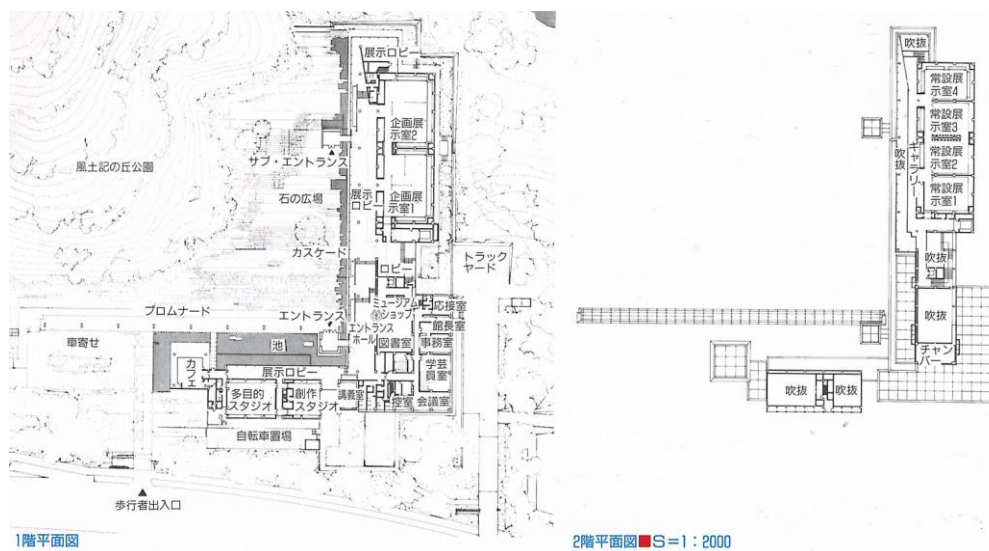 展示ロビー
企画展
示室2
サブ・エントランス
風土記の丘公園
石の広場
展示
ロビー
企画展
示室1
カスケード
ロビー
トラック
ヤード
プロムナード
エントランス
ミュージアム
ショップ
応接室
館長室
エントランス
ホール
図書室
事務室
車寄せ
池
カフェ
展示ロビー
学芸
員室
多目的
スタジオ
創作
スタジオ
講義室
控室
会議室
自転車置場
歩行者出入口
1階平面図
吹抜
常設展
示室4
常設展
示室3
吹抜
ギャラリー
常設展
示室2
常設展
示室1
吹抜
吹抜
チャン
バー
吹抜
吹抜
2階平面図■S=1:2000